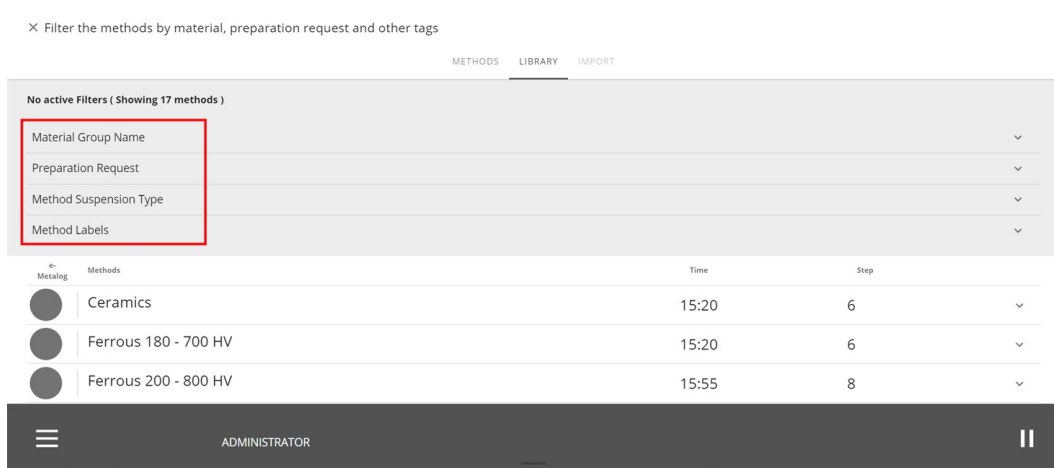 × Filter the methods by material, preparation request and other tags
METHODS LIBRARY IMPORT
No active Filters ( Showing 17 methods )
Material Group Name
Preparation Request
Method Suspension Type
Method Labels
e-
Metalog Methods Time Step
Ceramics 15:20 6
Ferrous 180 - 700 HV 15:20 6
Ferrous 200 - 800 HV 15:55 8
ADMINISTRATOR